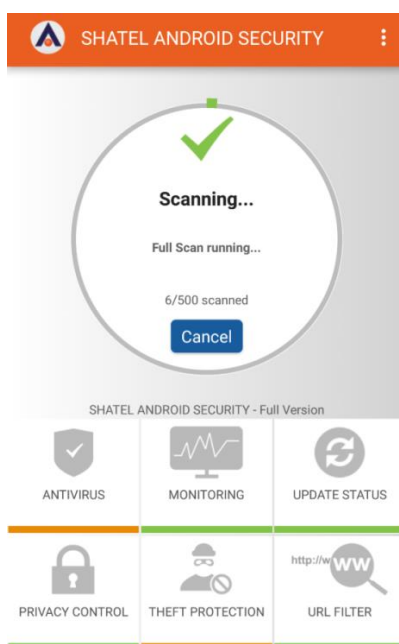 SHATEL ANDROID SECURITY
Scanning...
Full Scan running...
6/500 scanned
Cancel
SHATEL ANDROID SECURITY - Full Version
ANTIVIRUS
MONITORING
UPDATE STATUS
http://w
WW
PRIVACY CONTROL
THEFT PROTECTION
URL FILTER